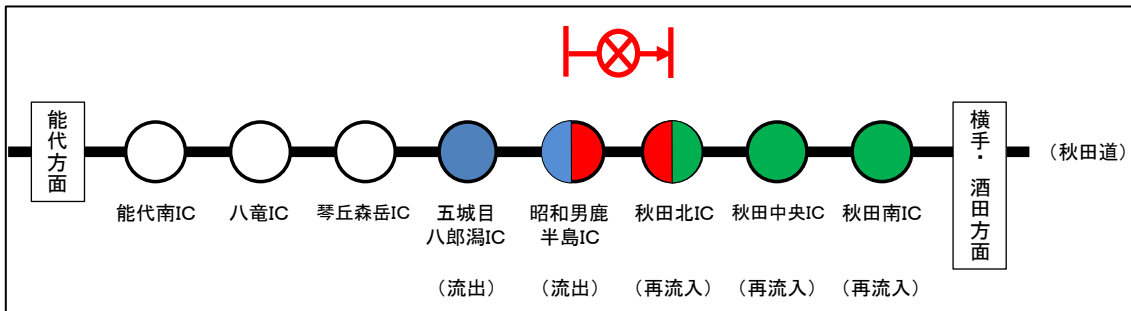 能代方面
能代南IC
八竜IC
琴丘森岳IC
五城目
八郎潟IC
(流出)
昭和男鹿
半島IC
(流出)
秋田北IC
(再流入)
秋田中央IC
(再流入)
秋田南IC
(再流入)
横手・酒田方面
(秋田道)